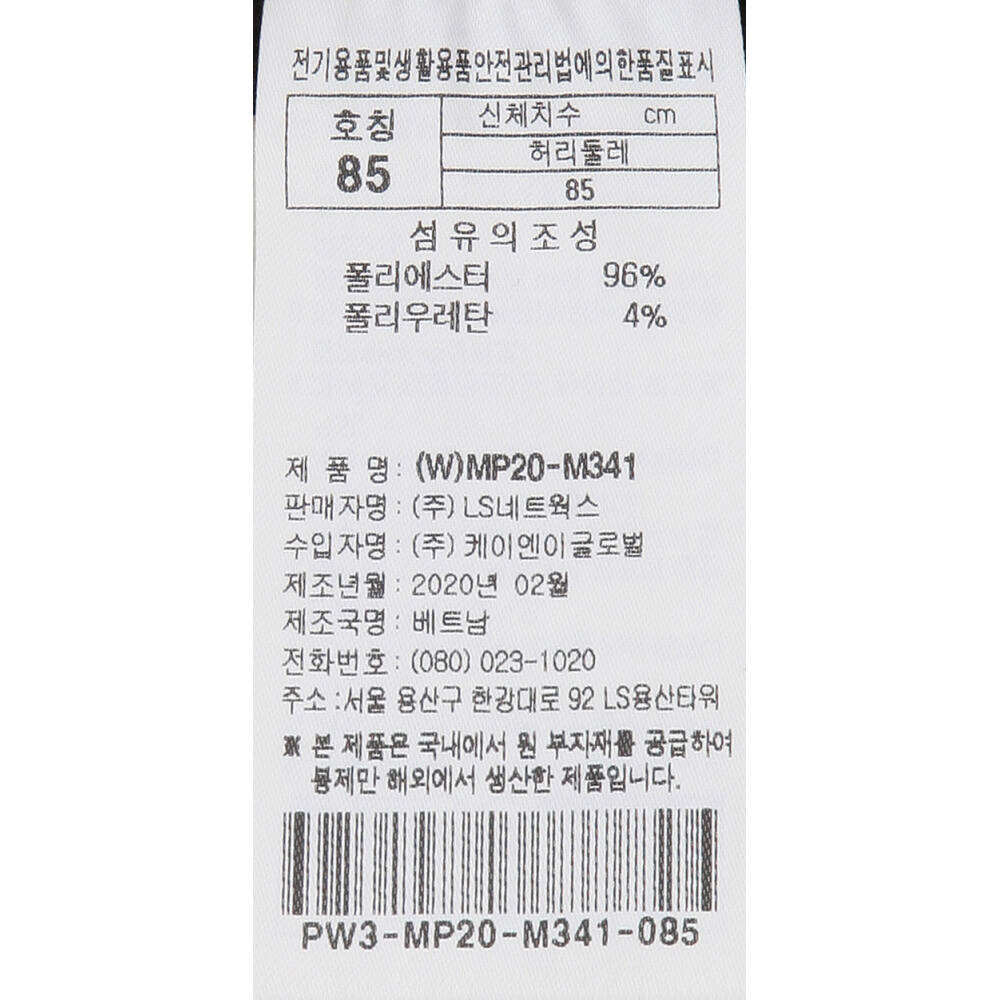 전기용품및생활용품안전관리법에의한품질표시
호칭
85
신체치수 cm
허리둘레
85
섬유의조성
폴리에스터 96%
폴리우레탄 4%
제 품 명 : (W)MP20-M341
판매자명 : (주) LS네트웍스
수입자명 : (주) 케이엔이글로벌
제조년월 : 2020년 02월
제조국명 : 베트남
전화번호 : (080) 023-1020
주소 :서울 용산구 한강대로 92 LS용산타워
※ 본 제품은 국내에서 원 부자재를 공급하여
봉제만 해외에서 생산한 제품입니다.
PW3-MP20-M341-085